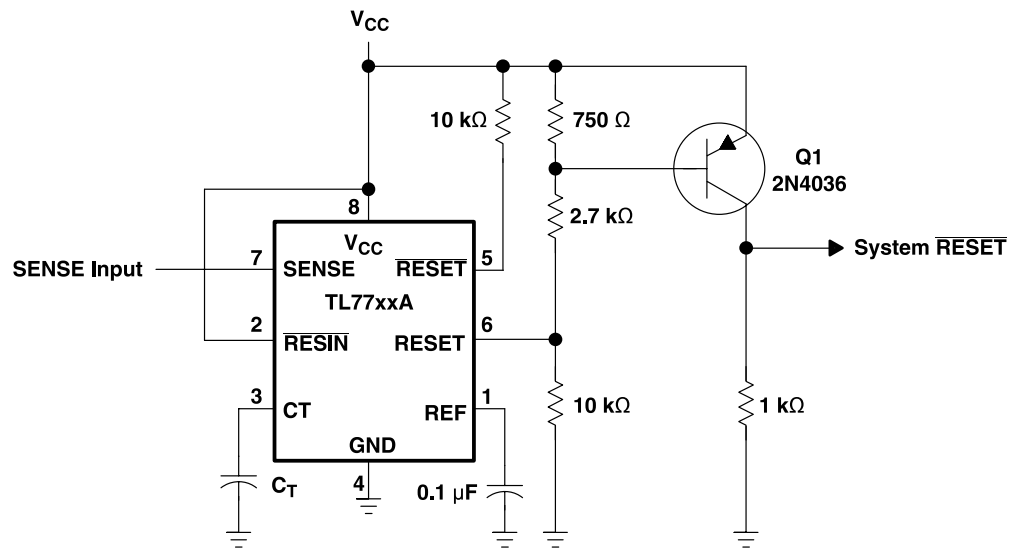 VCC
10 kΩ
750 Ω
Q1
2N4036
8
2.7 kΩ
VCC
SENSE Input
7
SENSE
RESET
5
System RESET
TL77xxA
2
RESIN
RESET
6
3
CT
REF
1
10 kΩ
1 kΩ
GND
CT
4
0.1 μF